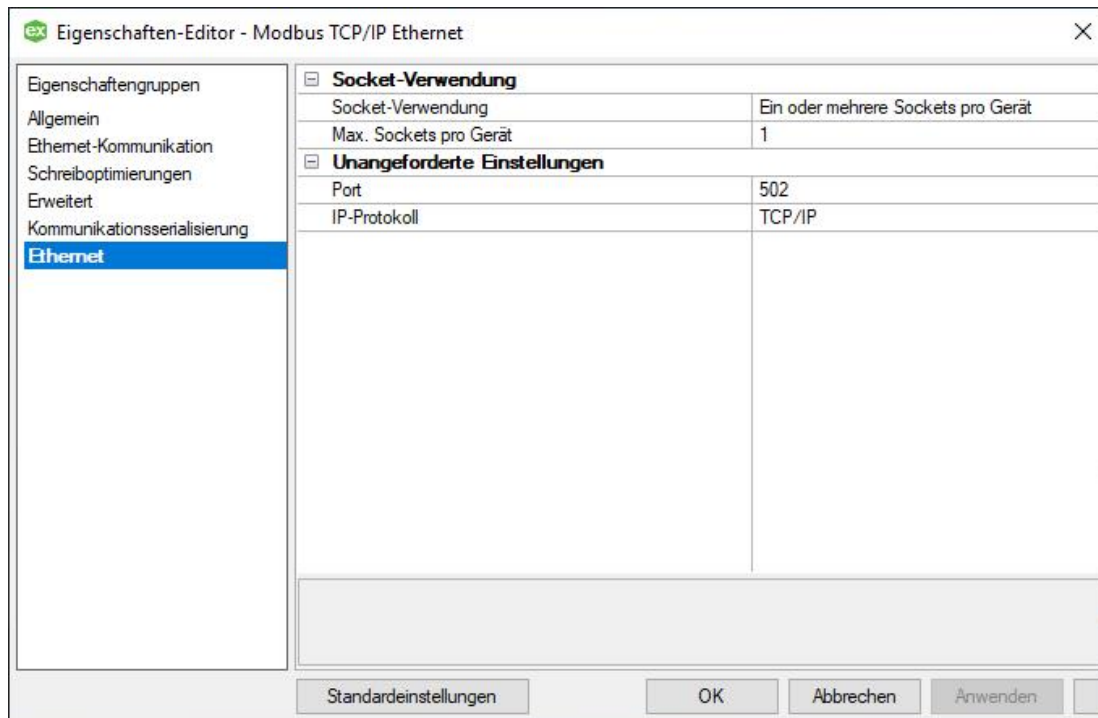 ex Eigenschaften-Editor - Modbus TCP/IP Ethernet
Eigenschaftengruppen
Allgemein
Ethernet-Kommunikation
Schreiboptimierungen
Erweitert
Kommunikationsserialisierung
Ethernet
Socket-Verwendung
Socket-Verwendung Ein oder mehrere Sockets pro Gerät
Max. Sockets pro Gerät 1
Unangeforderte Einstellungen
Port 502
IP-Protokoll TCP/IP
Standardeinstellungen OK Abbrechen Anwenden